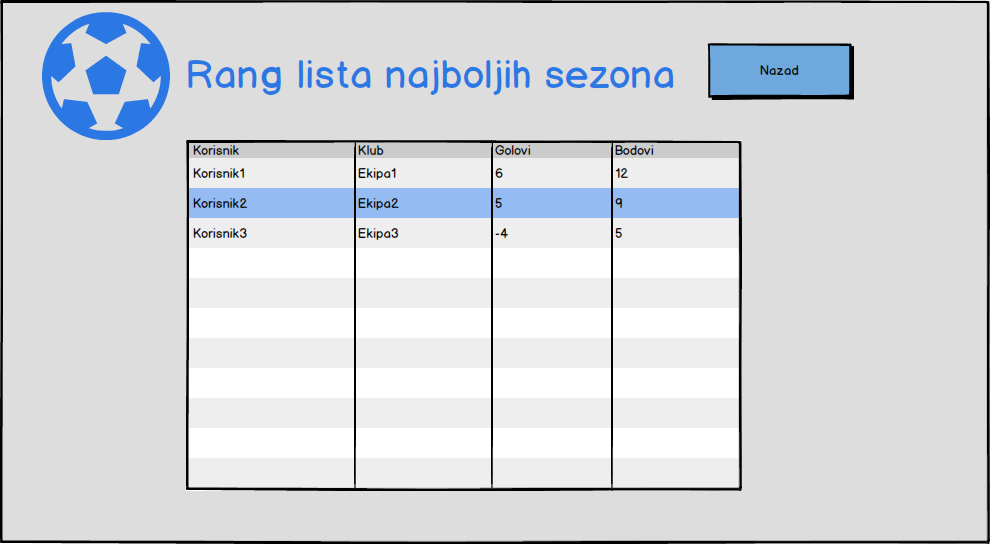 Rang lista najboljih sezona
Nazad
Korisnik Klub Golovi Bodovi
Korisnik1 Ekipa1 6 12
Korisnik2 Ekipa2 5 9
Korisnik3 Ekipa3 -4 5